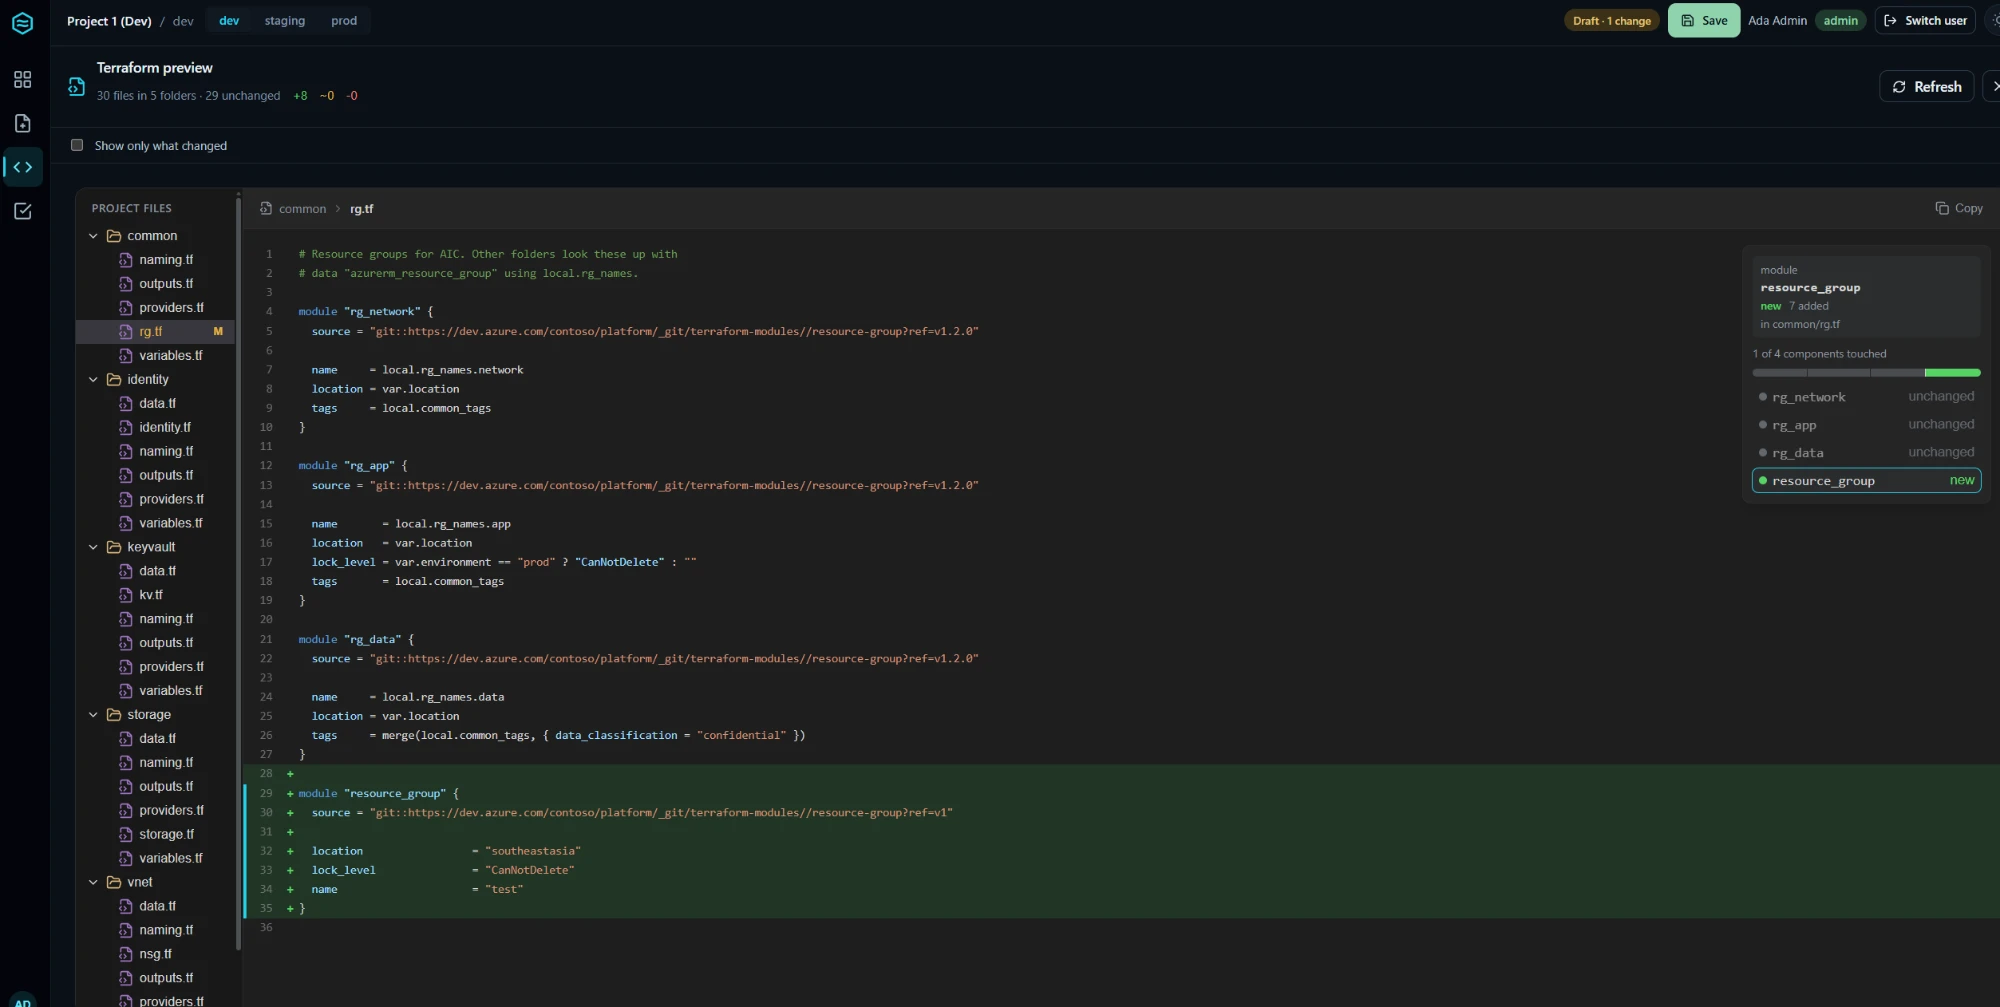 Project 1 (Dev) / dev dev staging prod Draft · 1 change Save Ada Admin admin Switch user
Terraform preview
30 files in 5 folders · 29 unchanged +8 ~0 -0
Refresh
Show only what changed
PROJECT FILES
common
naming.tf
outputs.tf
providers.tf
rg.tf M
variables.tf
identity
data.tf
identity.tf
naming.tf
outputs.tf
providers.tf
variables.tf
keyvault
data.tf
kv.tf
naming.tf
outputs.tf
providers.tf
variables.tf
storage
data.tf
naming.tf
outputs.tf
providers.tf
storage.tf
variables.tf
vnet
data.tf
naming.tf
nsg.tf
outputs.tf
providers.tf
AD
common > rg.tf
Copy
1 # Resource groups for AIC. Other folders look these up with
2 # data "azurerm_resource_group" using local.rg_names.
3
4 module "rg_network" {
5 source = "git::https://dev.azure.com/contoso/platform/_git/terraform-modules//resource-group?ref=v1.2.0"
6
7 name = local.rg_names.network
8 location = var.location
9 tags = local.common_tags
10 }
11
12 module "rg_app" {
13 source = "git::https://dev.azure.com/contoso/platform/_git/terraform-modules//resource-group?ref=v1.2.0"
14
15 name = local.rg_names.app
16 location = var.location
17 lock_level = var.environment == "prod" ? "CanNotDelete" : ""
18 tags = local.common_tags
19 }
20
21 module "rg_data" {
22 source = "git::https://dev.azure.com/contoso/platform/_git/terraform-modules//resource-group?ref=v1.2.0"
23
24 name = local.rg_names.data
25 location = var.location
26 tags = merge(local.common_tags, { data_classification = "confidential" })
27 }
28 +
29 + module "resource_group" {
30 + source = "git::https://dev.azure.com/contoso/platform/_git/terraform-modules//resource-group?ref=v1"
31 +
32 + location = "southeastasia"
33 + lock_level = "CanNotDelete"
34 + name = "test"
35 + }
36
module
resource_group
new 7 added
in common/rg.tf
1 of 4 components touched
rg_network unchanged
rg_app unchanged
rg_data unchanged
resource_group new